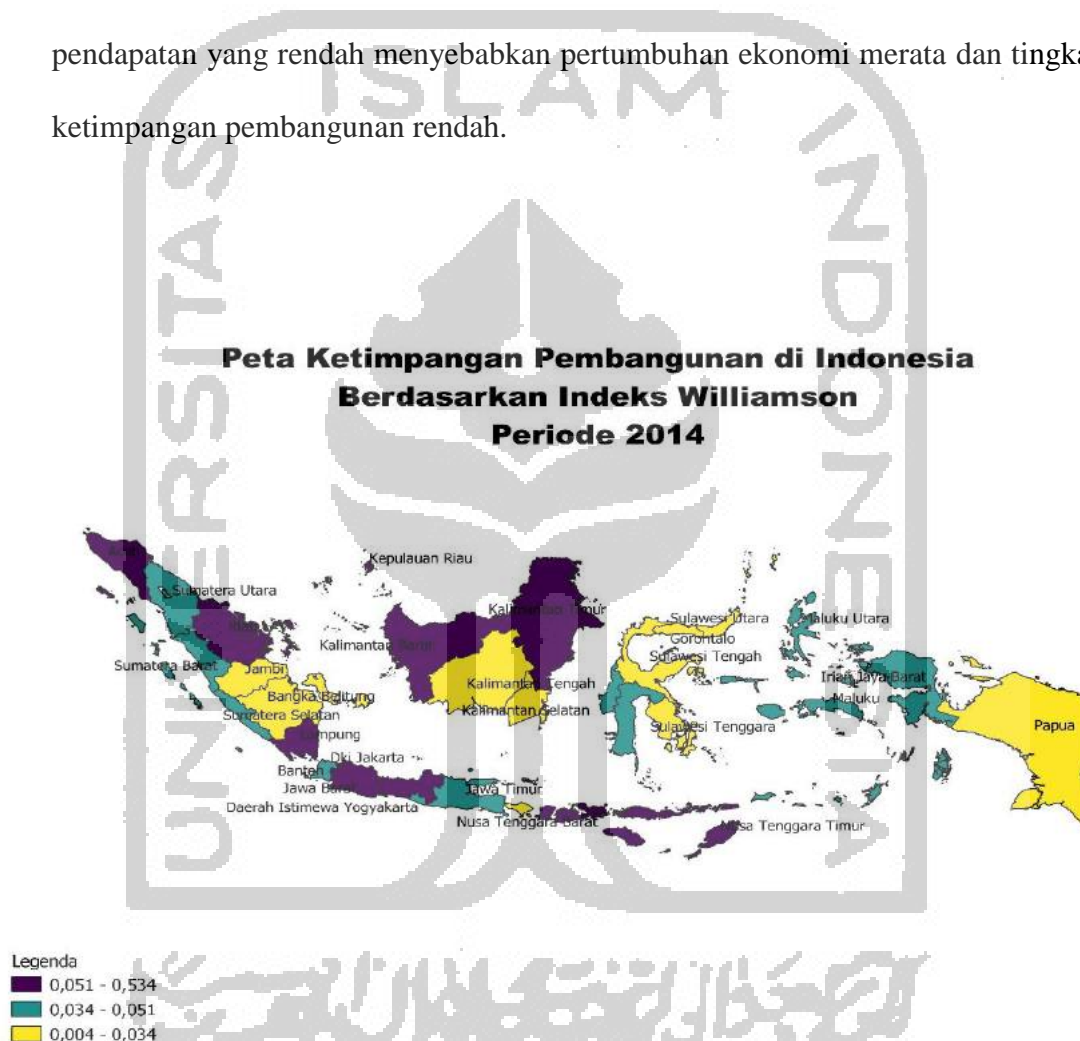 pendapatan yang rendah menyebabkan pertumbuhan ekonomi merata dan tingka
ketimpangan pembangunan rendah.
ISLAM
UNIVERSITAS
INDONESIA
Peta Ketimpangan Pembangunan di Indonesia
Berdasarkan Indeks Williamson
Periode 2014
Kepulauan Riau
Sumatera Utara
Kalimantan Timur
Sulawesi Utara
Maluku Utara
Gorontalo
Kalimantan Barat
Sulawesi Tengah
Sumatera Barat
Jambi
Irian Jaya Barat
Kalimantan Tengah
Bangka Belitung
Maluku
Kalimantan Selatan
Sumatera Selatan
Sulawesi Tenggara
Papua
Lampung
Dki Jakarta
Banten
Jawa Barat
Jawa Timur
Daerah Istimewa Yogyakarta
Nusa Tenggara Barat
Nusa Tenggara Timur
Legenda
0,051 - 0,534
0,034 - 0,051
0,004 - 0,034